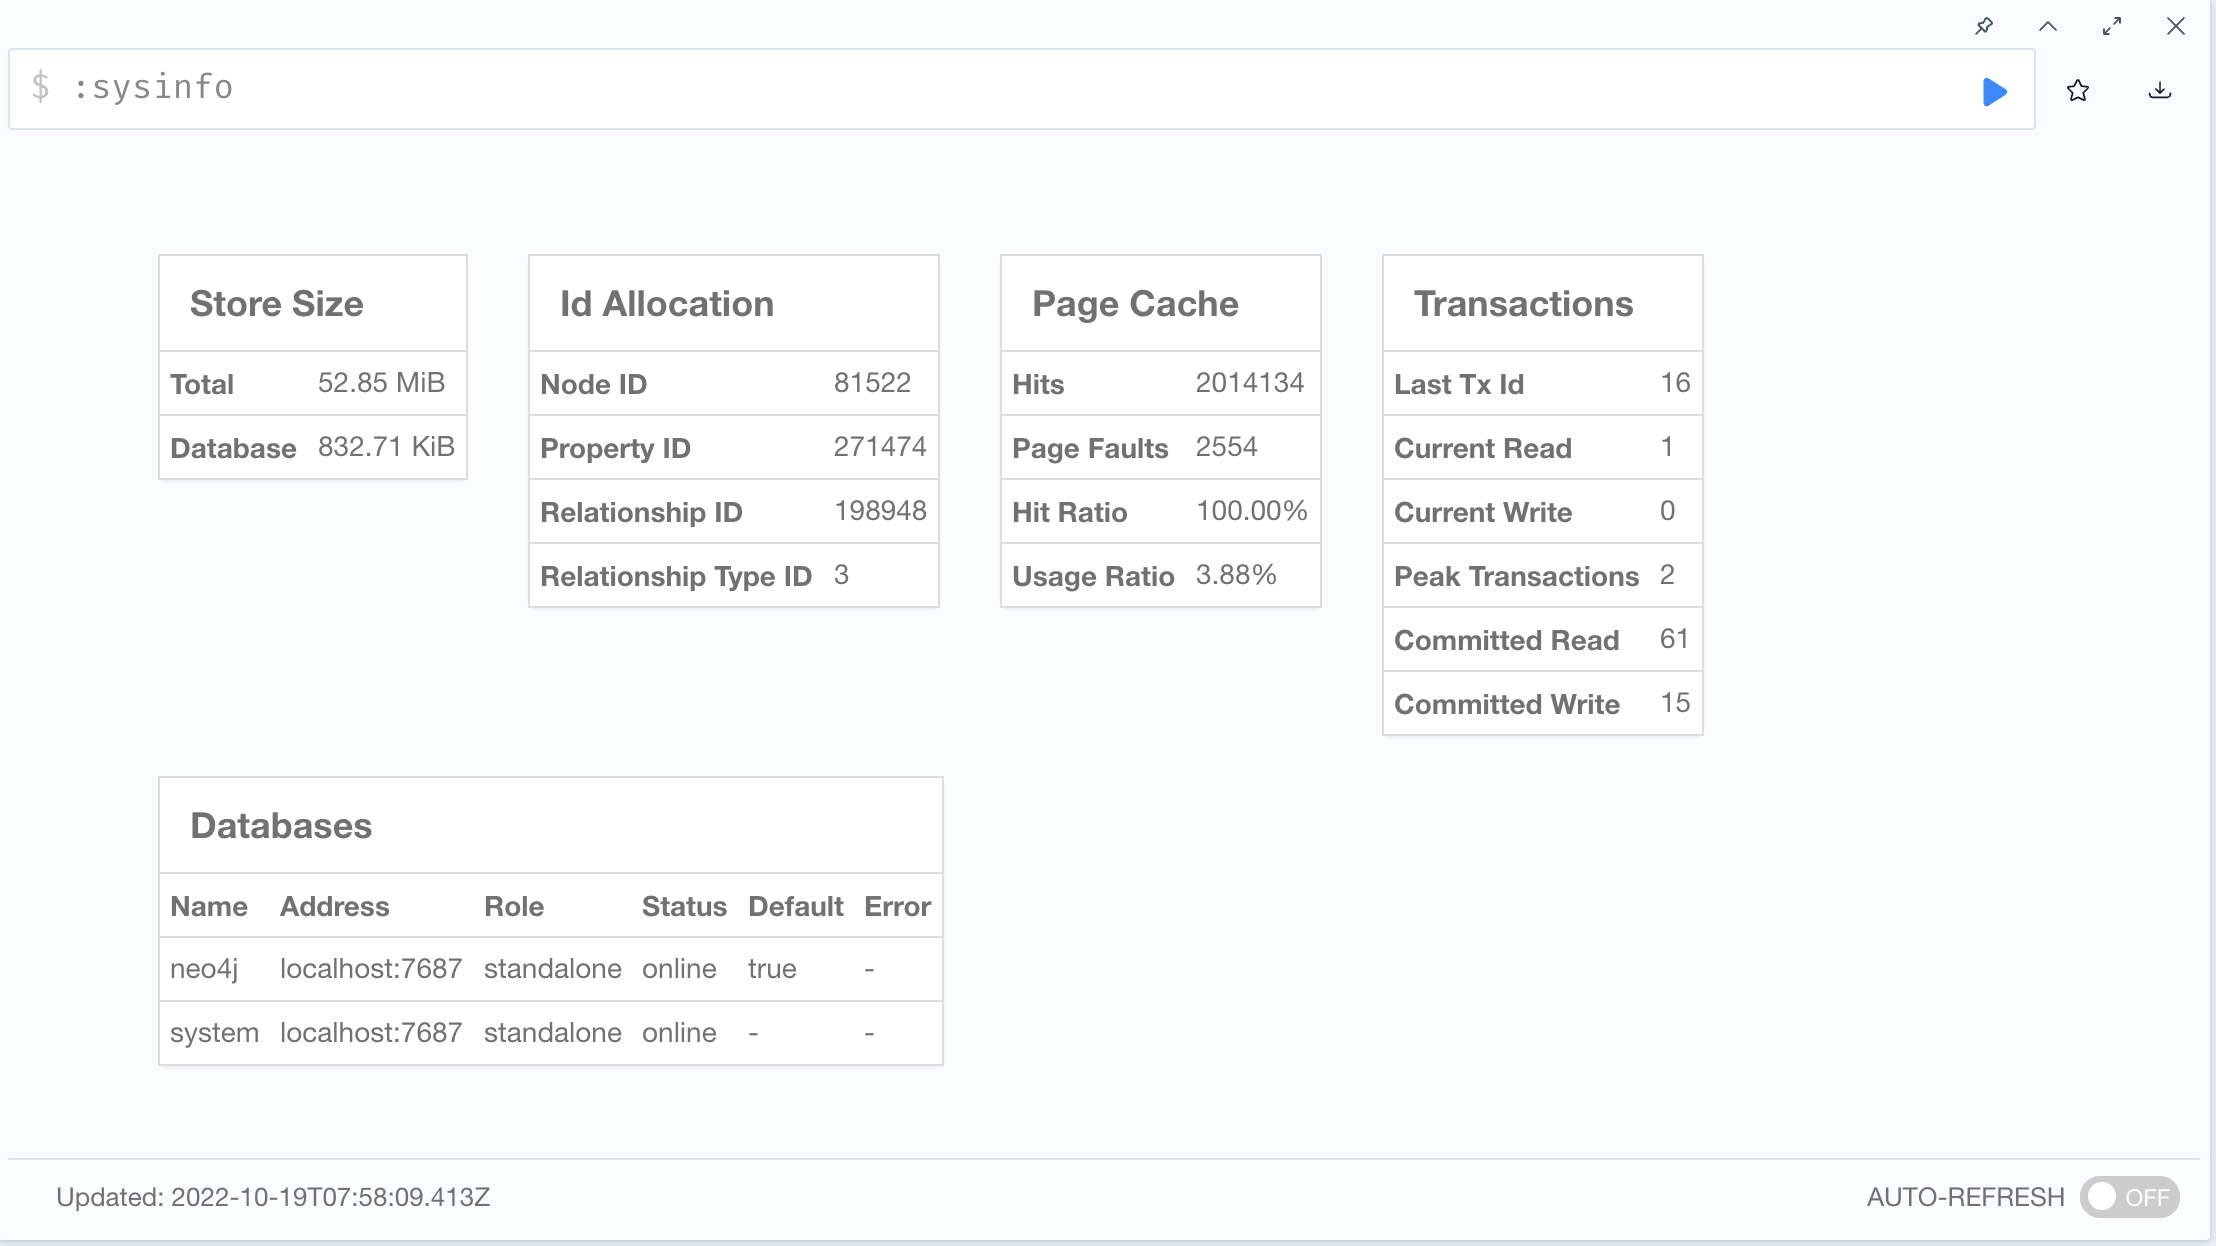 $ :sysinfo
Store Size
Total 52.85 MiB
Database 832.71 KiB
Id Allocation
Node ID 81522
Property ID 271474
Relationship ID 198948
Relationship Type ID 3
Page Cache
Hits 2014134
Page Faults 2554
Hit Ratio 100.00%
Usage Ratio 3.88%
Transactions
Last Tx Id 16
Current Read 1
Current Write 0
Peak Transactions 2
Committed Read 61
Committed Write 15
Databases
Name Address Role Status Default Error
neo4j localhost:7687 standalone online true -
system localhost:7687 standalone online - -
Updated: 2022-10-19T07:58:09.413Z
AUTO-REFRESH OFF